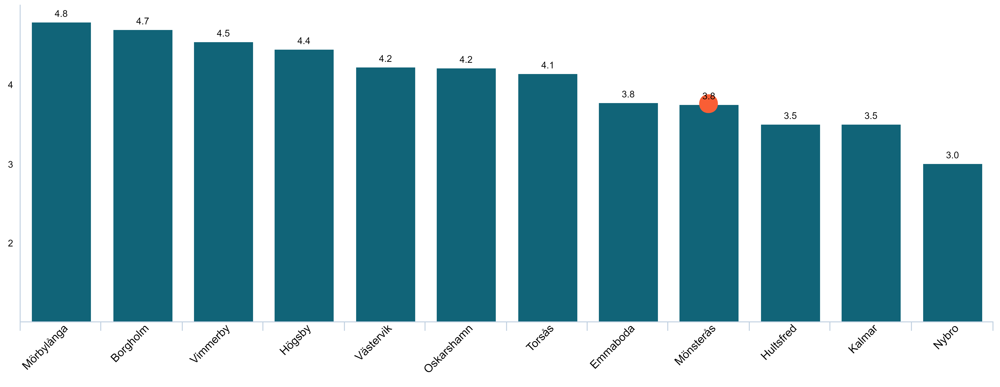 4.8
4.7
4.5
4.4
4.2
4.2
4.1
3.8
3.8
3.5
3.5
3.0
4
3
2
Mörbylånga
Borgholm
Vimmerby
Högsby
Västervik
Oskarshamn
Torsås
Emmaboda
Mönsterås
Hultsfred
Kalmar
Nybro